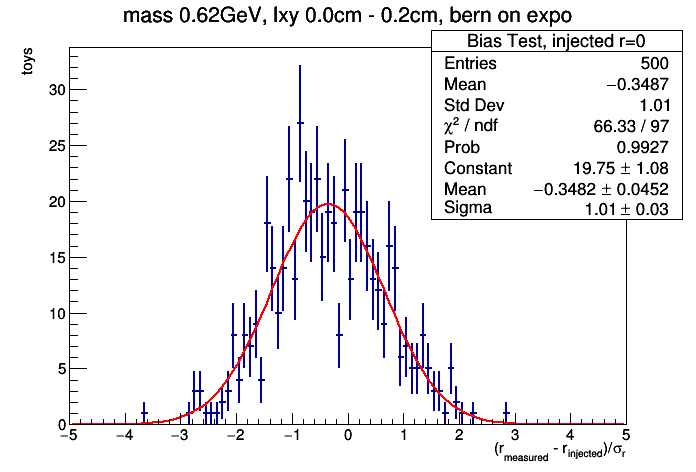 mass 0.62GeV, lxy 0.0cm - 0.2cm, bern on expo
Bias Test, injected r=0
Entries 500
Mean −0.3487
Std Dev 1.01
χ² / ndf 66.33 / 97
Prob 0.9927
Constant 19.75 ± 1.08
Mean −0.3482 ± 0.0452
Sigma 1.01 ± 0.03
toys
30
25
20
15
10
5
0
−5 −4 −3 −2 −1 0 1 2 3 4 5
(r_measured - r_injected)/σ_r